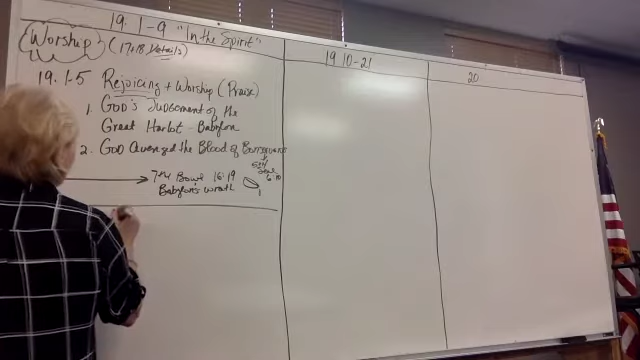 19: 1-9 "In the Spirit"
Worship (17+18 Details)
19:1-5 Rejoicing + Worship (Praise)
1. God's Judgement of the
Great Harlot - Babylon
2. God Avenged the Blood of Bondservants
7th Bowl 16:19
Babylon's wrath
19 10-21
20